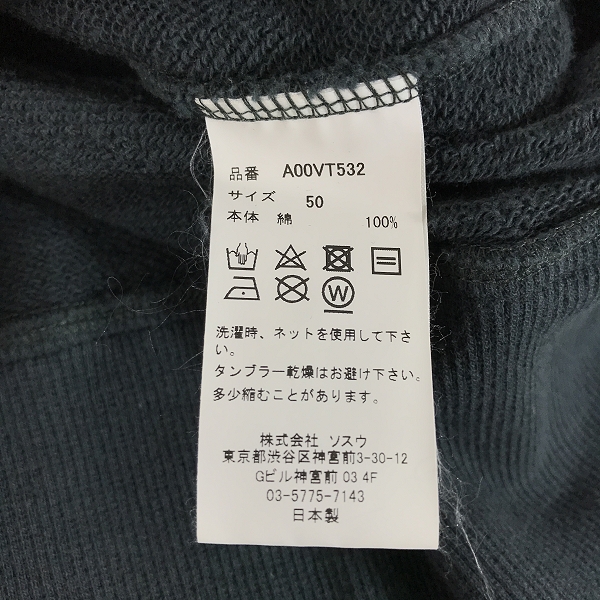 品番 A00VT532
サイズ 50
本体 綿 100%
W
洗濯時、ネットを使用して下さ
い。
タンブラー乾燥はお避け下さい。
多少縮むことがあります。
株式会社 ソスウ
東京都渋谷区神宮前3-30-12
Gビル神宮前 03 4F
03-5775-7143
日本製